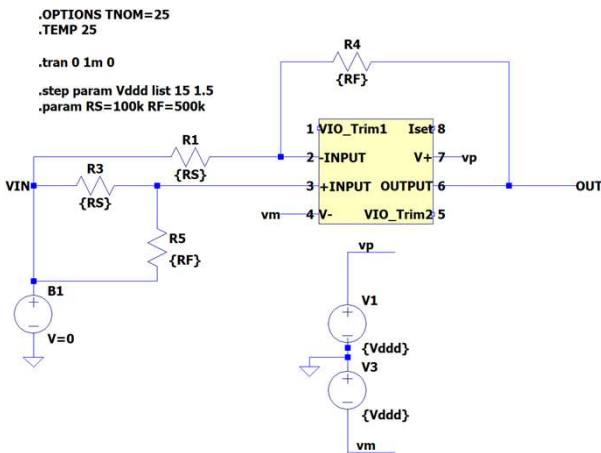 .OPTIONS TNOM=25
.TEMP 25
.tran 0 1m 0
.step param Vddd list 15 1.5
.param RS=100k RF=500k
R4
{RF}
1 VIO_Trim1 Iset 8
R1
2 -INPUT V+ 7 vp
{RS}
R3
VIN
3 +INPUT OUTPUT 6 OUT
{RS}
vm 4 V- VIO_Trim2 5
R5
{RF}
vp
B1
V=0
V1
{Vddd}
V3
{Vddd}
vm